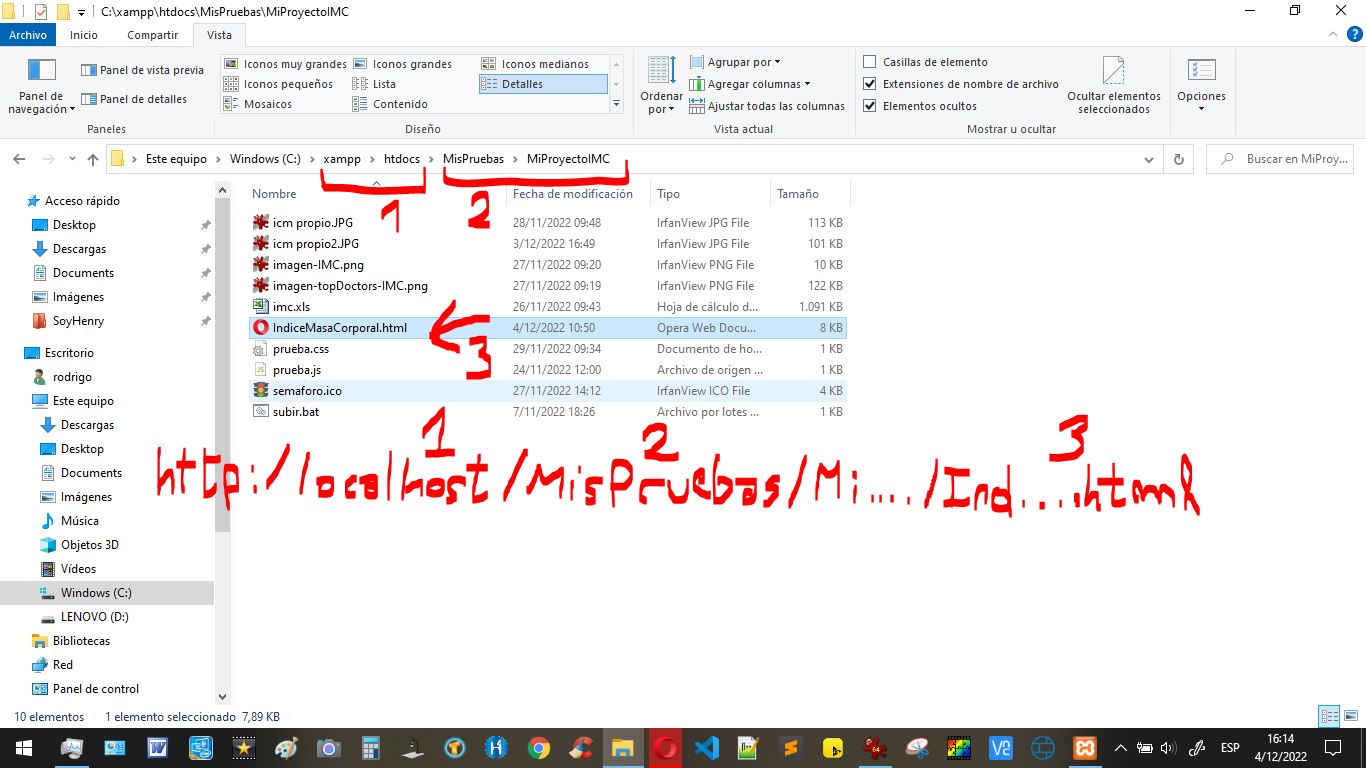 C:\xampp\htdocs\MisPruebas\MiProyectoIMC
Archivo Inicio Compartir Vista
Panel de navegación
Panel de vista previa
Panel de detalles
Paneles
Iconos muy grandes Iconos grandes Iconos medianos
Iconos pequeños Lista Detalles
Mosaicos Contenido
Diseño
Ordenar por
Agrupar por
Agregar columnas
Ajustar todas las columnas
Vista actual
Casillas de elemento
Extensiones de nombre de archivo
Elementos ocultos
Ocultar elementos seleccionados
Mostrar u ocultar
Opciones
Este equipo Windows (C:) xampp htdocs MisPruebas MiProyectoIMC
Buscar en MiProy...
1 2
Nombre Fecha de modificación Tipo Tamaño
icm propio.JPG 28/11/2022 09:48 IrfanView JPG File 113 KB
icm propio2.JPG 3/12/2022 16:49 IrfanView JPG File 101 KB
imagen-IMC.png 27/11/2022 09:20 IrfanView PNG File 10 KB
imagen-topDoctors-IMC.png 27/11/2022 09:19 IrfanView PNG File 122 KB
imc.xls 26/11/2022 09:43 Hoja de cálculo d... 1.091 KB
IndiceMasaCorporal.html 4/12/2022 10:50 Opera Web Docu... 8 KB
3
prueba.css 29/11/2022 09:34 Documento de ho... 1 KB
prueba.js 24/11/2022 12:00 Archivo de origen ... 1 KB
semaforo.ico 27/11/2022 14:12 IrfanView ICO File 4 KB
subir.bat 7/11/2022 18:26 Archivo por lotes ... 1 KB
1 2 3
http://localhost/MisPruebas/Mi..../Ind....html
Acceso rápido
Desktop
Descargas
Documents
Imágenes
SoyHenry
Escritorio
rodrigo
Este equipo
Descargas
Desktop
Documents
Imágenes
Música
Objetos 3D
Vídeos
Windows (C:)
LENOVO (D:)
Bibliotecas
Red
Panel de control
10 elementos 1 elemento seleccionado 7,89 KB
ESP
16:14
4/12/2022